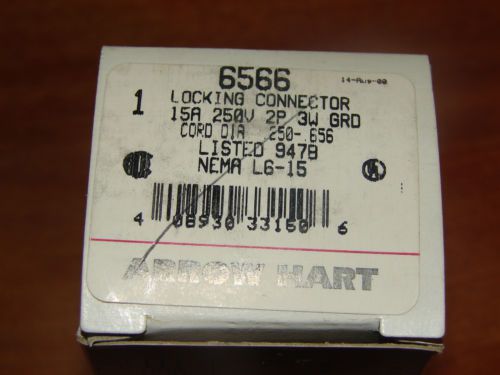 6566
14-Aug-00
1 LOCKING CONNECTOR
15A 250V 2P 3W GRD
CORD DIA .250-.656
LISTED 947B
NEMA L6-15
4 08930 33160 6
ARROW HART